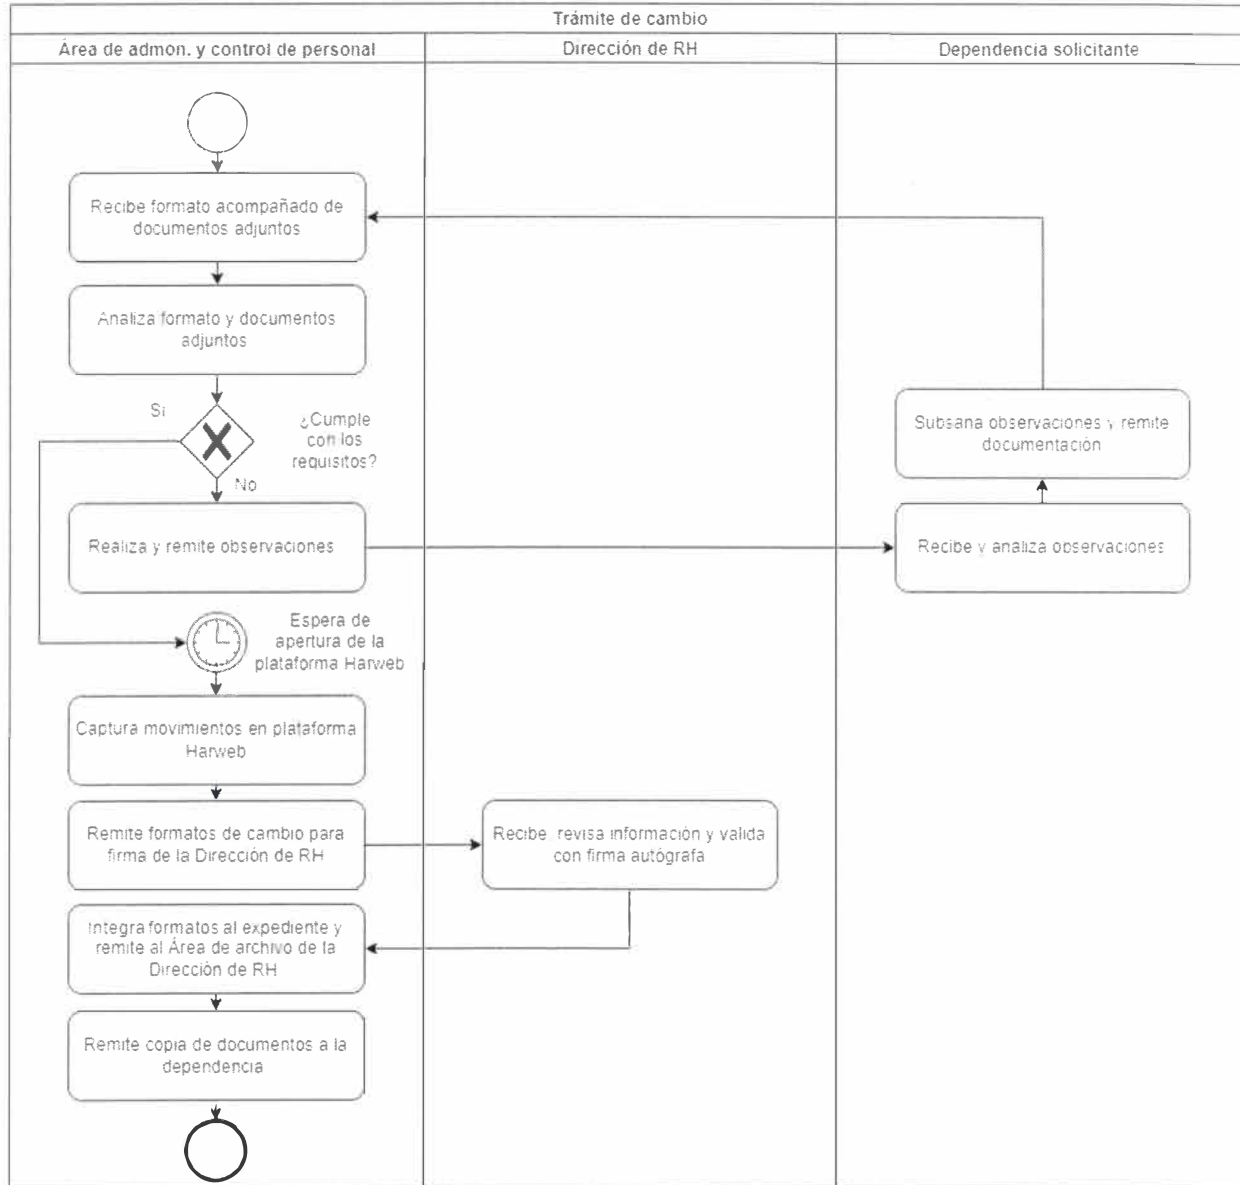 Trámite de cambio
Área de admon. y control de personal
Dirección de RH
Dependencia solicitante
Recibe formato acompañado de
documentos adjuntos
Analiza formato y documentos
adjuntos
Si
¿Cumple
con los
requisitos?
No
Subsana observaciones y remite
documentación
Realiza y remite observaciones
Recibe y analiza observaciones
Espera de
apertura de la
plataforma Harweb
Captura movimientos en plataforma
Harweb
Remite formatos de cambio para
firma de la Dirección de RH
Recibe, revisa información y valida
con firma autógrafa
Integra formatos al expediente y
remite al Área de archivo de la
Dirección de RH
Remite copia de documentos a la
dependencia